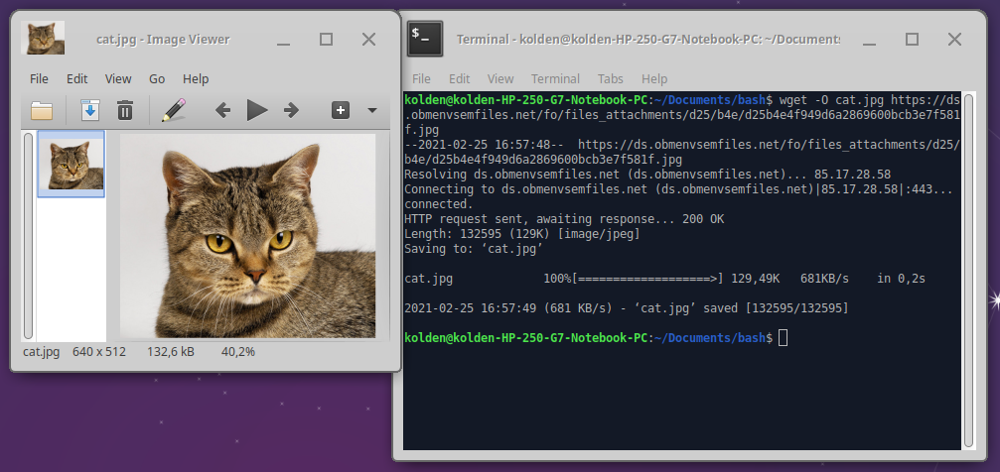 cat.jpg - Image Viewer
File Edit View Go Help
cat.jpg 640 x 512 132,6 kB 40,2%
$_
Terminal - kolden@kolden-HP-250-G7-Notebook-PC: ~/Documents
File Edit View Terminal Tabs Help
kolden@kolden-HP-250-G7-Notebook-PC:~/Documents/bash$ wget -O cat.jpg https://ds
.obmenvsemfiles.net/fo/files_attachments/d25/b4e/d25b4e4f949d6a2869600bcb3e7f581
f.jpg
--2021-02-25 16:57:48--  https://ds.obmenvsemfiles.net/fo/files_attachments/d25/
b4e/d25b4e4f949d6a2869600bcb3e7f581f.jpg
Resolving ds.obmenvsemfiles.net (ds.obmenvsemfiles.net)... 85.17.28.58
Connecting to ds.obmenvsemfiles.net (ds.obmenvsemfiles.net)|85.17.28.58|:443...
connected.
HTTP request sent, awaiting response... 200 OK
Length: 132595 (129K) [image/jpeg]
Saving to: ‘cat.jpg’
cat.jpg 100%[===================>] 129,49K 681KB/s in 0,2s
2021-02-25 16:57:49 (681 KB/s) - ‘cat.jpg’ saved [132595/132595]
kolden@kolden-HP-250-G7-Notebook-PC:~/Documents/bash$